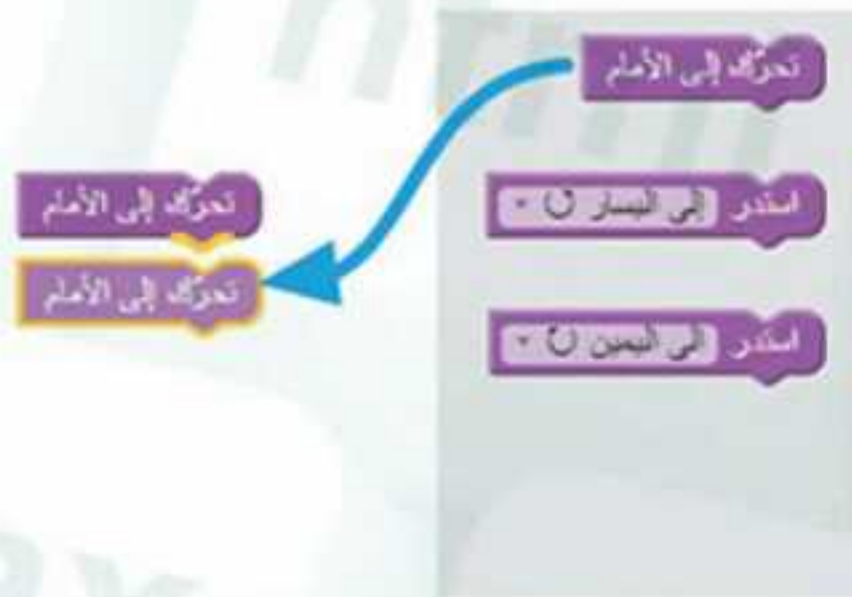 تحرّك إلى الأمام
استدر إلى اليسار
استدر إلى اليمين
تحرّك إلى الأمام
تحرّك إلى الأمام